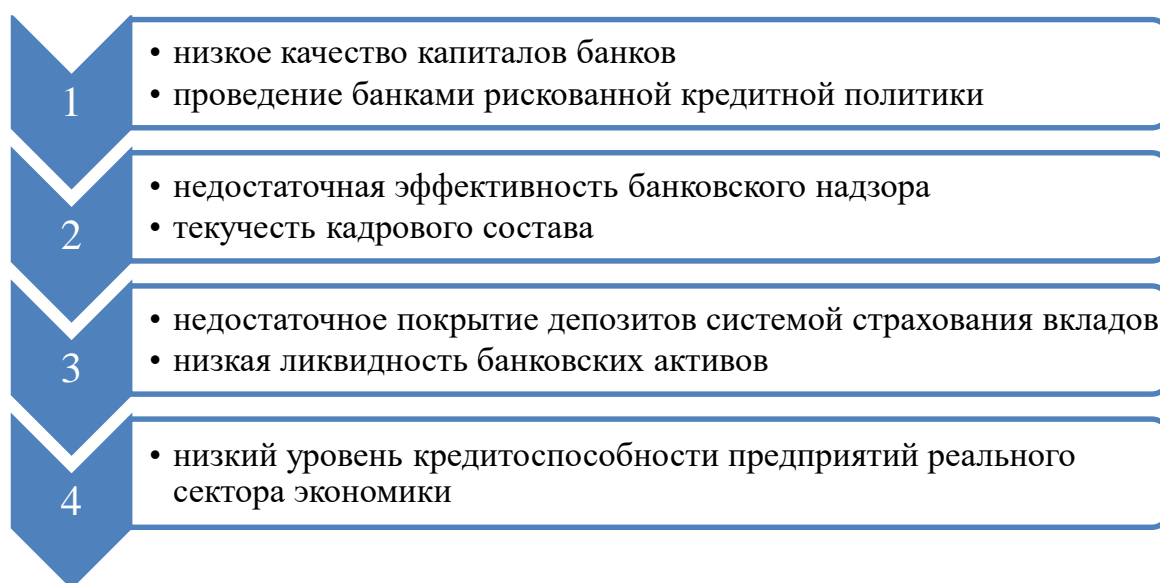 1
• низкое качество капиталов банков
• проведение банками рискованной кредитной политики
2
• недостаточная эффективность банковского надзора
• текучесть кадрового состава
3
• недостаточное покрытие депозитов системой страхования вкладов
• низкая ликвидность банковских активов
4
• низкий уровень кредитоспособности предприятий реального
сектора экономики